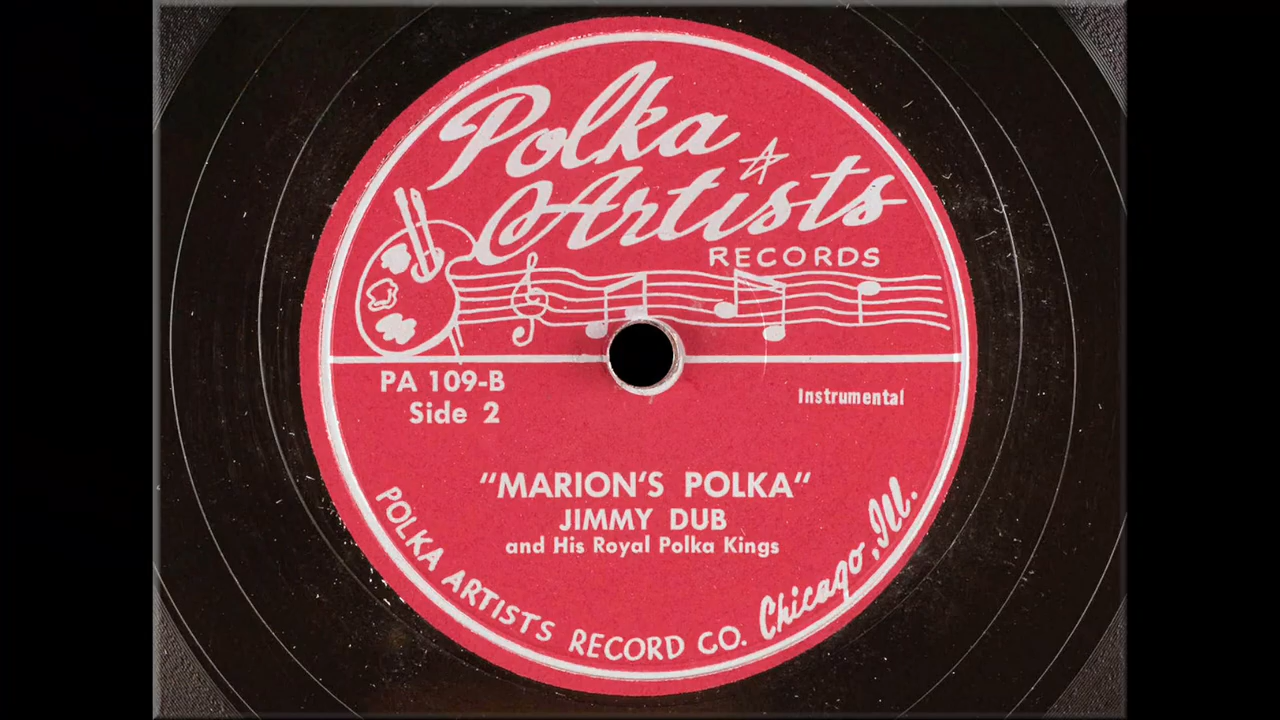 Polka
Artists
RECORDS
PA 109-B
Side 2
Instrumental
"MARION'S POLKA"
JIMMY DUB
and His Royal Polka Kings
POLKA ARTISTS RECORD CO. Chicago, Ill.